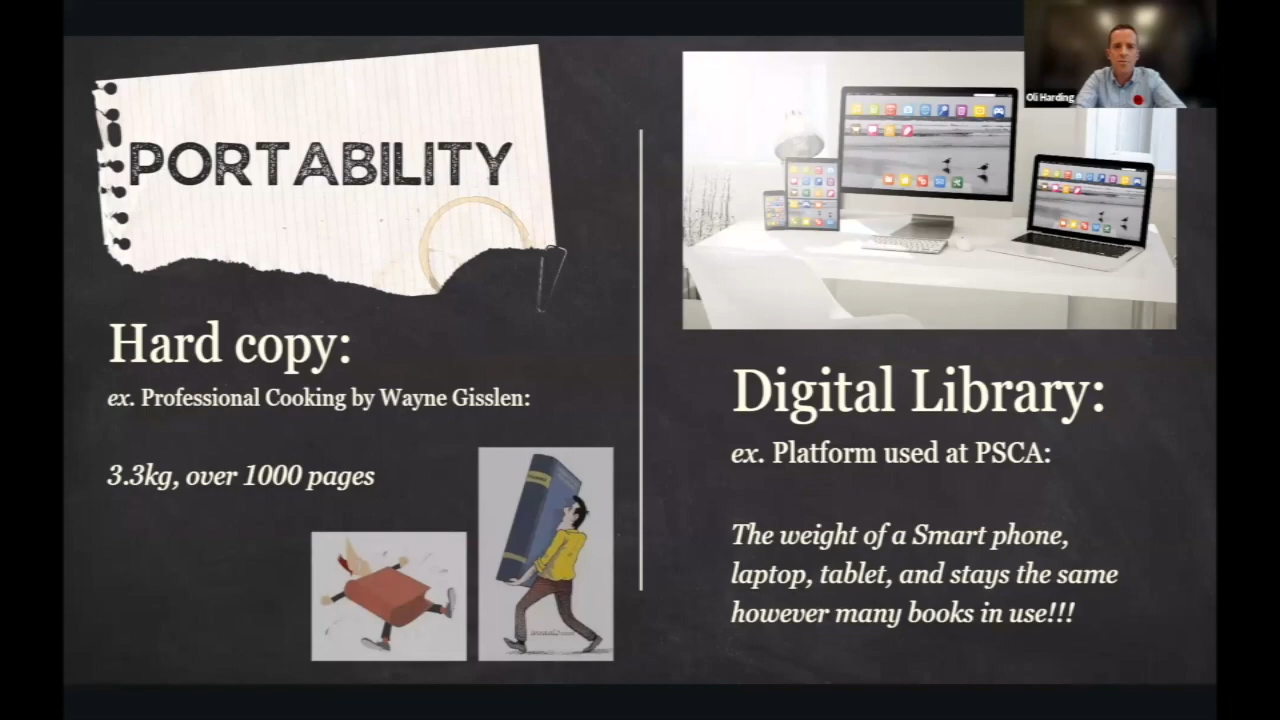 PORTABILITY
Hard copy:
ex. Professional Cooking by Wayne Gisslen:
3.3kg, over 1000 pages
Oli Harding
Digital Library:
ex. Platform used at PSCA:
The weight of a Smart phone,
laptop, tablet, and stays the same
however many books in use!!!